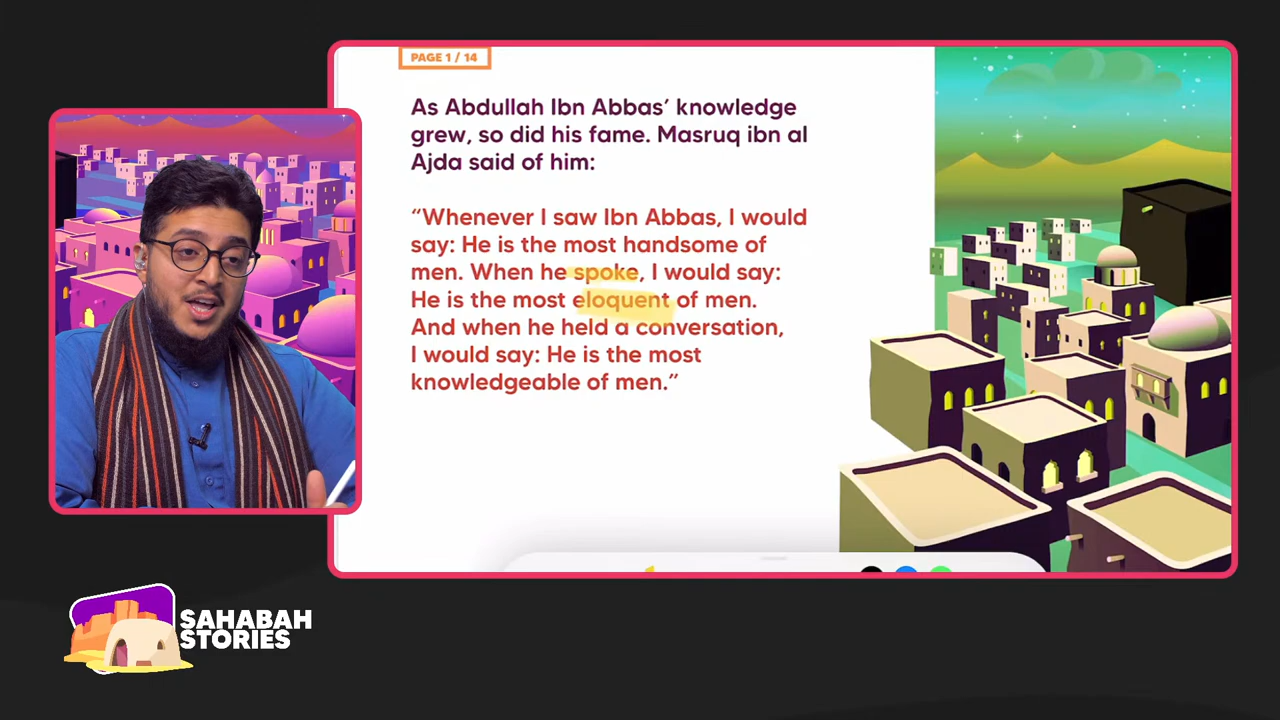 PAGE 1 / 14
As Abdullah Ibn Abbas’ knowledge
grew, so did his fame. Masruq ibn al
Ajda said of him:
“Whenever I saw Ibn Abbas, I would
say: He is the most handsome of
men. When he spoke, I would say:
He is the most eloquent of men.
And when he held a conversation,
I would say: He is the most
knowledgeable of men.”
SAHABAH
STORIES